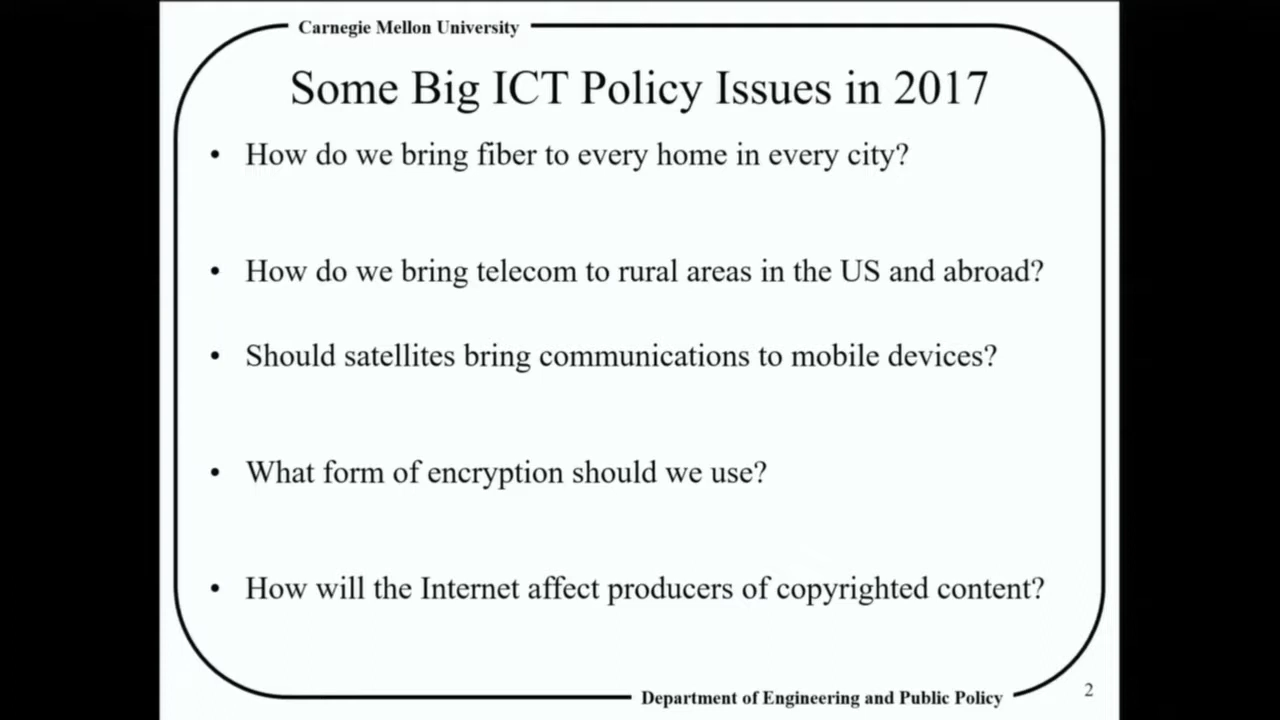 Carnegie Mellon University
Some Big ICT Policy Issues in 2017
• How do we bring fiber to every home in every city?
• How do we bring telecom to rural areas in the US and abroad?
• Should satellites bring communications to mobile devices?
• What form of encryption should we use?
• How will the Internet affect producers of copyrighted content?
Department of Engineering and Public Policy
2